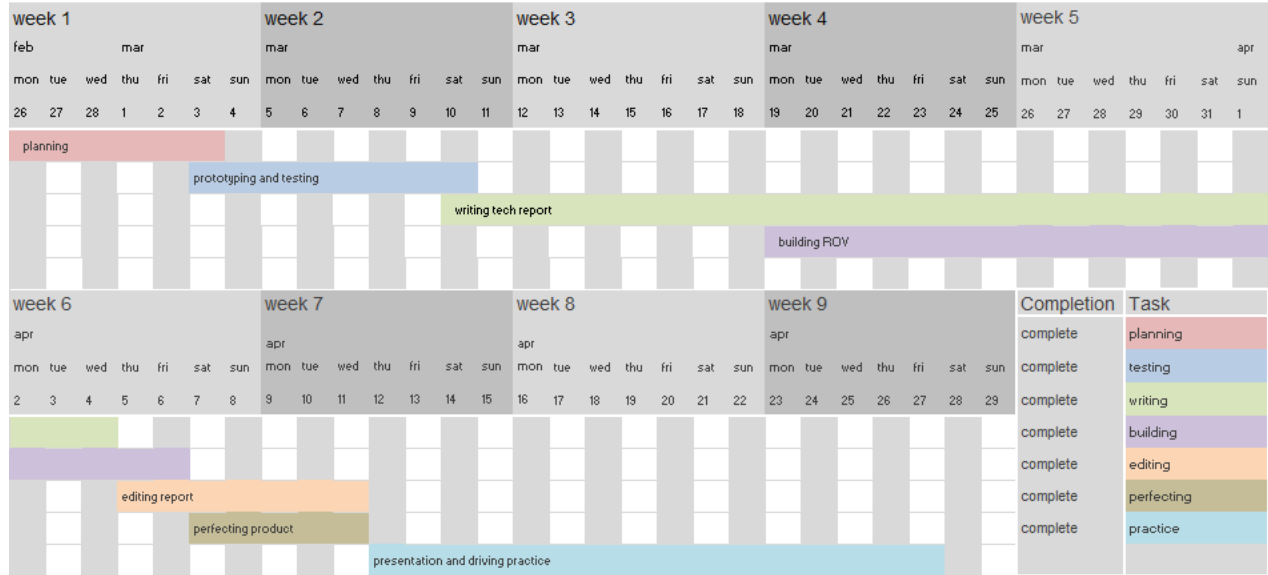 week 1 week 2 week 3 week 4 week 5
feb mar mar mar mar mar apr
mon tue wed thu fri sat sun mon tue wed thu fri sat sun mon tue wed thu fri sat sun mon tue wed thu fri sat sun mon tue wed thu fri sat sun
26 27 28 1 2 3 4 5 6 7 8 9 10 11 12 13 14 15 16 17 18 19 20 21 22 23 24 25 26 27 28 29 30 31 1
planning
prototyping and testing
writing tech report
building ROV
week 6 week 7 week 8 week 9 Completion Task
apr apr apr apr complete planning
mon tue wed thu fri sat sun mon tue wed thu fri sat sun mon tue wed thu fri sat sun mon tue wed thu fri sat sun complete testing
2 3 4 5 6 7 8 9 10 11 12 13 14 15 16 17 18 19 20 21 22 23 24 25 26 27 28 29 complete writing
complete building
complete editing
editing report complete perfecting
perfecting product complete practice
presentation and driving practice